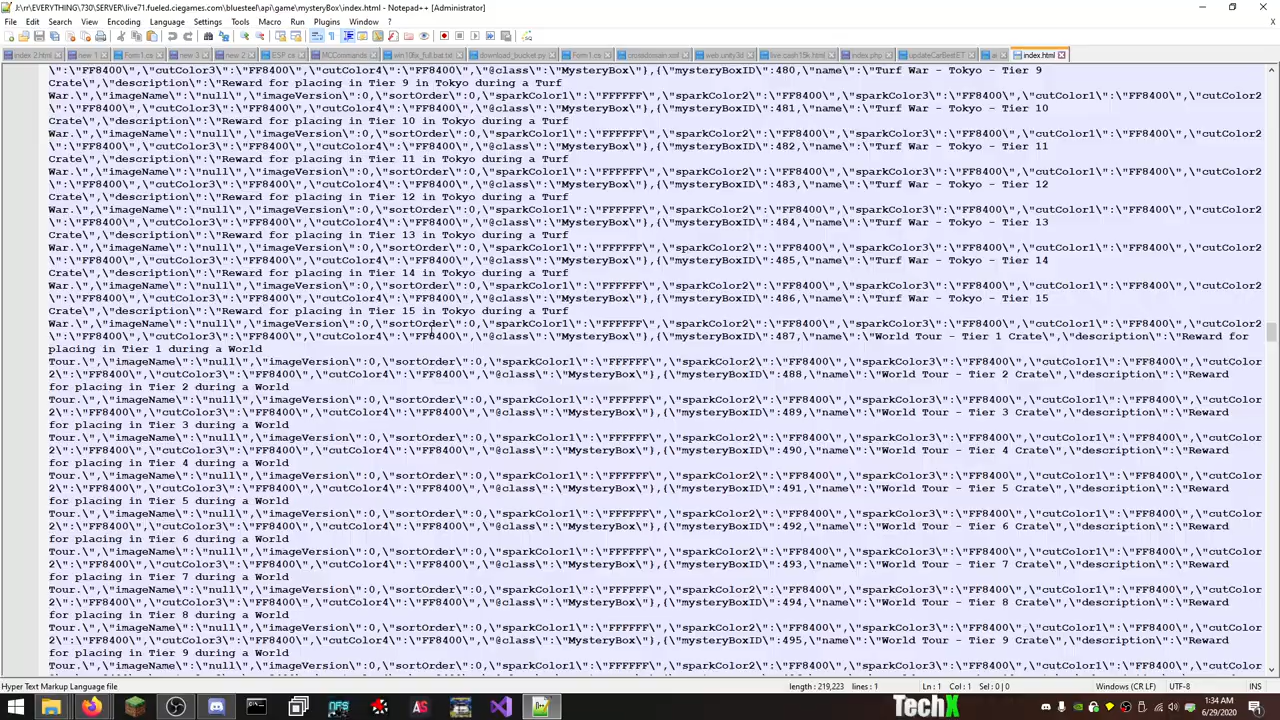 J:\r\EVERYTHING\730\SERVER\live71.fueled.ciegames.com\bluesteel\api\game\mysteryBox\index.html - Notepad++ [Administrator]
File Edit Search View Encoding Language Settings Tools Macro Run Plugins Window ?
index 2.html new 1 Form1.cs new 3 new 2 ESP.cs win10fix_full.bat.txt download_bucket.py Form1.cs crossdomain.xml web.unity3d index.php index.html
\":\"FF8400\",\"cutColor3\":\"FF8400\",\"cutColor4\":\"FF8400\",\"@class\":\"MysteryBox\"},{\"mysteryBoxID\":480,\"name\":\"Turf War - Tokyo - Tier 9
Crate\",\"description\":\"Reward for placing in Tier 9 in Tokyo during a Turf
War.\",\"imageName\":\"null\",\"imageVersion\":0,\"sortOrder\":0,\"sparkColor1\":\"FFFFFF\",\"sparkColor2\":\"FF8400\",\"sparkColor3\":\"FF8400\",\"cutColor1\":\"FF8400\",\"cutColor2
\":\"FF8400\",\"cutColor3\":\"FF8400\",\"cutColor4\":\"FF8400\",\"@class\":\"MysteryBox\"},{\"mysteryBoxID\":481,\"name\":\"Turf War - Tokyo - Tier 10
Crate\",\"description\":\"Reward for placing in Tier 10 in Tokyo during a Turf
War.\",\"imageName\":\"null\",\"imageVersion\":0,\"sortOrder\":0,\"sparkColor1\":\"FFFFFF\",\"sparkColor2\":\"FF8400\",\"sparkColor3\":\"FF8400\",\"cutColor1\":\"FF8400\",\"cutColor2
\":\"FF8400\",\"cutColor3\":\"FF8400\",\"cutColor4\":\"FF8400\",\"@class\":\"MysteryBox\"},{\"mysteryBoxID\":482,\"name\":\"Turf War - Tokyo - Tier 11
Crate\",\"description\":\"Reward for placing in Tier 11 in Tokyo during a Turf
War.\",\"imageName\":\"null\",\"imageVersion\":0,\"sortOrder\":0,\"sparkColor1\":\"FFFFFF\",\"sparkColor2\":\"FF8400\",\"sparkColor3\":\"FF8400\",\"cutColor1\":\"FF8400\",\"cutColor2
\":\"FF8400\",\"cutColor3\":\"FF8400\",\"cutColor4\":\"FF8400\",\"@class\":\"MysteryBox\"},{\"mysteryBoxID\":483,\"name\":\"Turf War - Tokyo - Tier 12
Crate\",\"description\":\"Reward for placing in Tier 12 in Tokyo during a Turf
War.\",\"imageName\":\"null\",\"imageVersion\":0,\"sortOrder\":0,\"sparkColor1\":\"FFFFFF\",\"sparkColor2\":\"FF8400\",\"sparkColor3\":\"FF8400\",\"cutColor1\":\"FF8400\",\"cutColor2
\":\"FF8400\",\"cutColor3\":\"FF8400\",\"cutColor4\":\"FF8400\",\"@class\":\"MysteryBox\"},{\"mysteryBoxID\":484,\"name\":\"Turf War - Tokyo - Tier 13
Crate\",\"description\":\"Reward for placing in Tier 13 in Tokyo during a Turf
War.\",\"imageName\":\"null\",\"imageVersion\":0,\"sortOrder\":0,\"sparkColor1\":\"FFFFFF\",\"sparkColor2\":\"FF8400\",\"sparkColor3\":\"FF8400\",\"cutColor1\":\"FF8400\",\"cutColor2
\":\"FF8400\",\"cutColor3\":\"FF8400\",\"cutColor4\":\"FF8400\",\"@class\":\"MysteryBox\"},{\"mysteryBoxID\":485,\"name\":\"Turf War - Tokyo - Tier 14
Crate\",\"description\":\"Reward for placing in Tier 14 in Tokyo during a Turf
War.\",\"imageName\":\"null\",\"imageVersion\":0,\"sortOrder\":0,\"sparkColor1\":\"FFFFFF\",\"sparkColor2\":\"FF8400\",\"sparkColor3\":\"FF8400\",\"cutColor1\":\"FF8400\",\"cutColor2
\":\"FF8400\",\"cutColor3\":\"FF8400\",\"cutColor4\":\"FF8400\",\"@class\":\"MysteryBox\"},{\"mysteryBoxID\":486,\"name\":\"Turf War - Tokyo - Tier 15
Crate\",\"description\":\"Reward for placing in Tier 15 in Tokyo during a Turf
War.\",\"imageName\":\"null\",\"imageVersion\":0,\"sortOrder\":0,\"sparkColor1\":\"FFFFFF\",\"sparkColor2\":\"FF8400\",\"sparkColor3\":\"FF8400\",\"cutColor1\":\"FF8400\",\"cutColor2
\":\"FF8400\",\"cutColor3\":\"FF8400\",\"cutColor4\":\"FF8400\",\"@class\":\"MysteryBox\"},{\"mysteryBoxID\":487,\"name\":\"World Tour - Tier 1 Crate\",\"description\":\"Reward for
placing in Tier 1 during a World
Tour.\",\"imageName\":\"null\",\"imageVersion\":0,\"sortOrder\":0,\"sparkColor1\":\"FFFFFF\",\"sparkColor2\":\"FF8400\",\"sparkColor3\":\"FF8400\",\"cutColor1\":\"FF8400\",\"cutColor
2\":\"FF8400\",\"cutColor3\":\"FF8400\",\"cutColor4\":\"FF8400\",\"@class\":\"MysteryBox\"},{\"mysteryBoxID\":488,\"name\":\"World Tour - Tier 2 Crate\",\"description\":\"Reward
for placing in Tier 2 during a World
Tour.\",\"imageName\":\"null\",\"imageVersion\":0,\"sortOrder\":0,\"sparkColor1\":\"FFFFFF\",\"sparkColor2\":\"FF8400\",\"sparkColor3\":\"FF8400\",\"cutColor1\":\"FF8400\",\"cutColor
2\":\"FF8400\",\"cutColor3\":\"FF8400\",\"cutColor4\":\"FF8400\",\"@class\":\"MysteryBox\"},{\"mysteryBoxID\":489,\"name\":\"World Tour - Tier 3 Crate\",\"description\":\"Reward
for placing in Tier 3 during a World
Tour.\",\"imageName\":\"null\",\"imageVersion\":0,\"sortOrder\":0,\"sparkColor1\":\"FFFFFF\",\"sparkColor2\":\"FF8400\",\"sparkColor3\":\"FF8400\",\"cutColor1\":\"FF8400\",\"cutColor
2\":\"FF8400\",\"cutColor3\":\"FF8400\",\"cutColor4\":\"FF8400\",\"@class\":\"MysteryBox\"},{\"mysteryBoxID\":490,\"name\":\"World Tour - Tier 4 Crate\",\"description\":\"Reward
for placing in Tier 4 during a World
Tour.\",\"imageName\":\"null\",\"imageVersion\":0,\"sortOrder\":0,\"sparkColor1\":\"FFFFFF\",\"sparkColor2\":\"FF8400\",\"sparkColor3\":\"FF8400\",\"cutColor1\":\"FF8400\",\"cutColor
2\":\"FF8400\",\"cutColor3\":\"FF8400\",\"cutColor4\":\"FF8400\",\"@class\":\"MysteryBox\"},{\"mysteryBoxID\":491,\"name\":\"World Tour - Tier 5 Crate\",\"description\":\"Reward
for placing in Tier 5 during a World
Tour.\",\"imageName\":\"null\",\"imageVersion\":0,\"sortOrder\":0,\"sparkColor1\":\"FFFFFF\",\"sparkColor2\":\"FF8400\",\"sparkColor3\":\"FF8400\",\"cutColor1\":\"FF8400\",\"cutColor
2\":\"FF8400\",\"cutColor3\":\"FF8400\",\"cutColor4\":\"FF8400\",\"@class\":\"MysteryBox\"},{\"mysteryBoxID\":492,\"name\":\"World Tour - Tier 6 Crate\",\"description\":\"Reward
for placing in Tier 6 during a World
Tour.\",\"imageName\":\"null\",\"imageVersion\":0,\"sortOrder\":0,\"sparkColor1\":\"FFFFFF\",\"sparkColor2\":\"FF8400\",\"sparkColor3\":\"FF8400\",\"cutColor1\":\"FF8400\",\"cutColor
2\":\"FF8400\",\"cutColor3\":\"FF8400\",\"cutColor4\":\"FF8400\",\"@class\":\"MysteryBox\"},{\"mysteryBoxID\":493,\"name\":\"World Tour - Tier 7 Crate\",\"description\":\"Reward
for placing in Tier 7 during a World
Tour.\",\"imageName\":\"null\",\"imageVersion\":0,\"sortOrder\":0,\"sparkColor1\":\"FFFFFF\",\"sparkColor2\":\"FF8400\",\"sparkColor3\":\"FF8400\",\"cutColor1\":\"FF8400\",\"cutColor
2\":\"FF8400\",\"cutColor3\":\"FF8400\",\"cutColor4\":\"FF8400\",\"@class\":\"MysteryBox\"},{\"mysteryBoxID\":494,\"name\":\"World Tour - Tier 8 Crate\",\"description\":\"Reward
for placing in Tier 8 during a World
Tour.\",\"imageName\":\"null\",\"imageVersion\":0,\"sortOrder\":0,\"sparkColor1\":\"FFFFFF\",\"sparkColor2\":\"FF8400\",\"sparkColor3\":\"FF8400\",\"cutColor1\":\"FF8400\",\"cutColor
2\":\"FF8400\",\"cutColor3\":\"FF8400\",\"cutColor4\":\"FF8400\",\"@class\":\"MysteryBox\"},{\"mysteryBoxID\":495,\"name\":\"World Tour - Tier 9 Crate\",\"description\":\"Reward
for placing in Tier 9 during a World
Tour.\",\"imageName\":\"null\",\"imageVersion\":0,\"sortOrder\":0,\"sparkColor1\":\"FFFFFF\",\"sparkColor2\":\"FF8400\",\"sparkColor3\":\"FF8400\",\"cutColor1\":\"FF8400\",\"cutColor
Hyper Text Markup Language file length : 219,223 lines : 1 Ln : 1 Col : 1 Sel : 0 | 0 Windows (CR LF) UTF-8 INS
NFS AS TechX 1:34 AM
6/29/2020